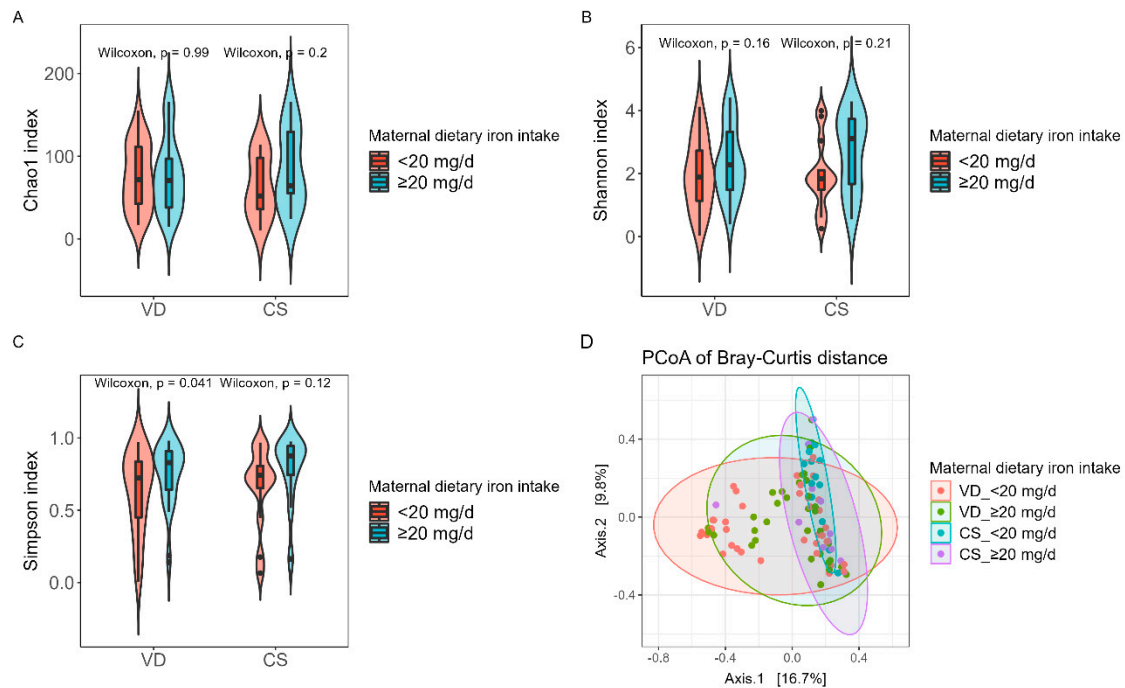 A
Wilcoxon, p = 0.99
Wilcoxon, p = 0.2
200
100
0
Chao1 index
VD
CS
Maternal dietary iron intake
<20 mg/d
≥20 mg/d
B
Wilcoxon, p = 0.16
Wilcoxon, p = 0.21
6
4
2
0
Shannon index
VD
CS
Maternal dietary iron intake
<20 mg/d
≥20 mg/d
C
Wilcoxon, p = 0.041
Wilcoxon, p = 0.12
1.0
0.5
0.0
Simpson index
VD
CS
Maternal dietary iron intake
<20 mg/d
≥20 mg/d
D
PCoA of Bray-Curtis distance
0.4
0.0
-0.4
Axis.2 [9.8%]
-0.8
-0.4
0.0
0.4
Axis.1 [16.7%]
Maternal dietary iron intake
VD_<20 mg/d
VD_≥20 mg/d
CS_<20 mg/d
CS_≥20 mg/d